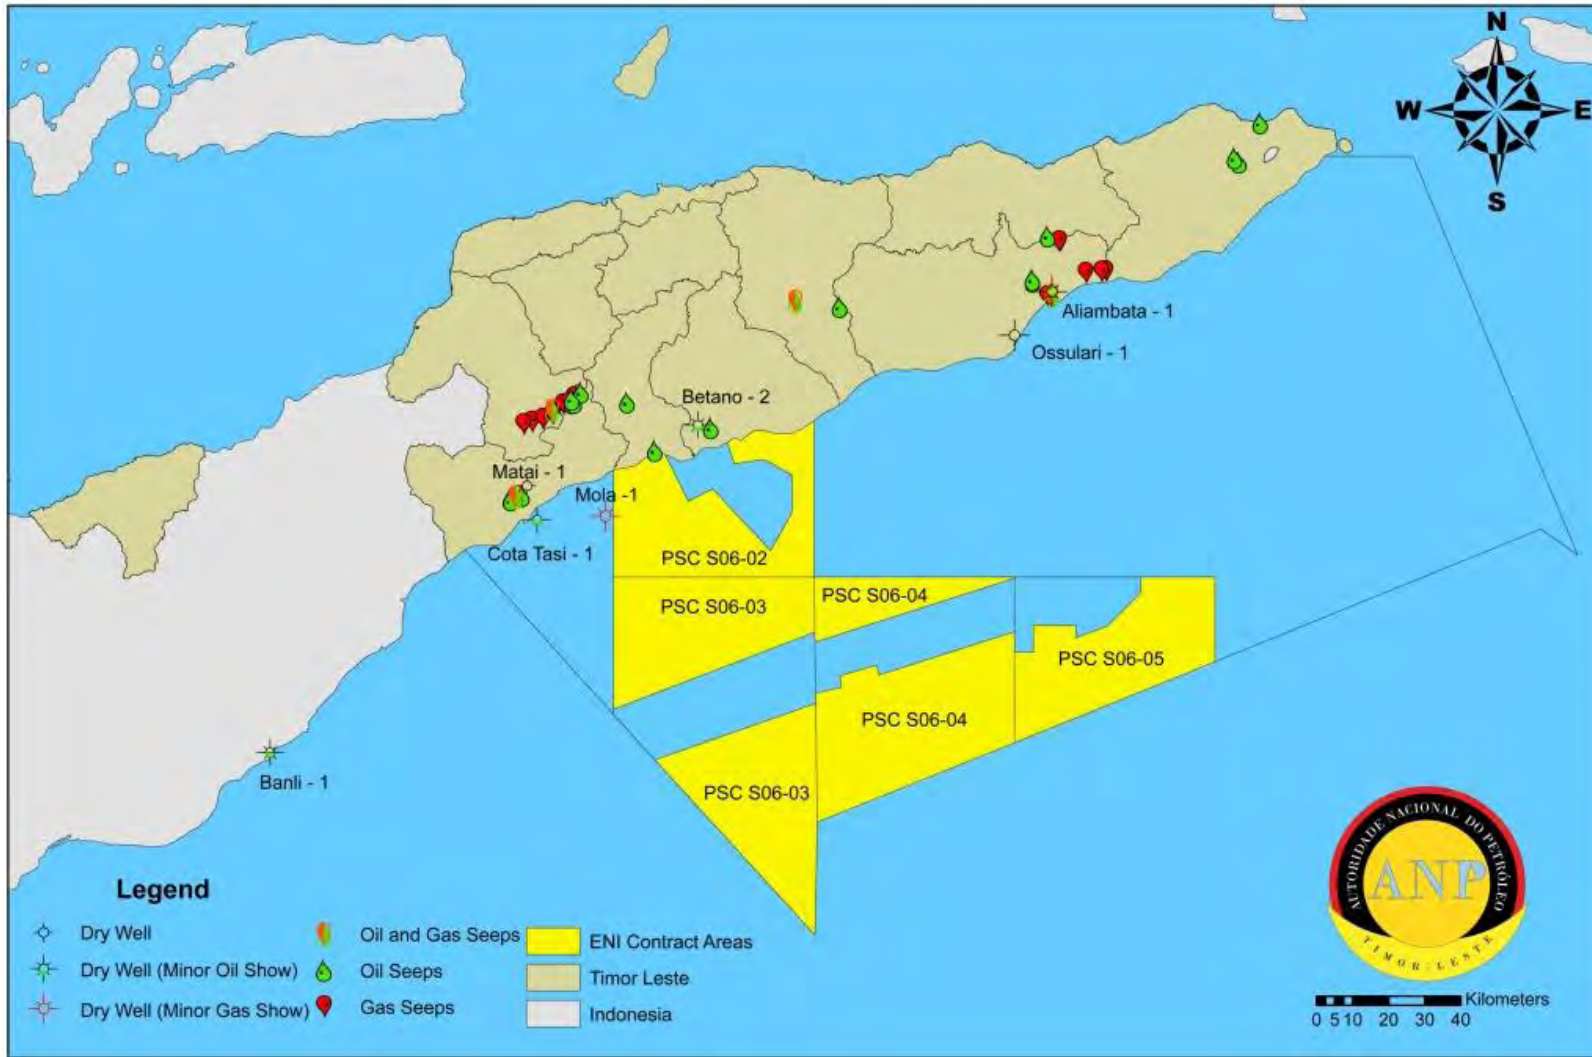 N
W
E
S
Aliambata - 1
Ossulari - 1
Betano - 2
Matai - 1
Mola -1
Cota Tasi - 1
PSC S06-02
PSC S06-03
PSC S06-04
PSC S06-05
PSC S06-04
PSC S06-03
Banli - 1
Legend
Dry Well
Dry Well (Minor Oil Show)
Dry Well (Minor Gas Show)
Oil and Gas Seeps
Oil Seeps
Gas Seeps
ENI Contract Areas
Timor Leste
Indonesia
AUTORIDADE NACIONAL DO PETRÓLEO
ANP
TIMOR-LESTE
Kilometers
0 5 10 20 30 40